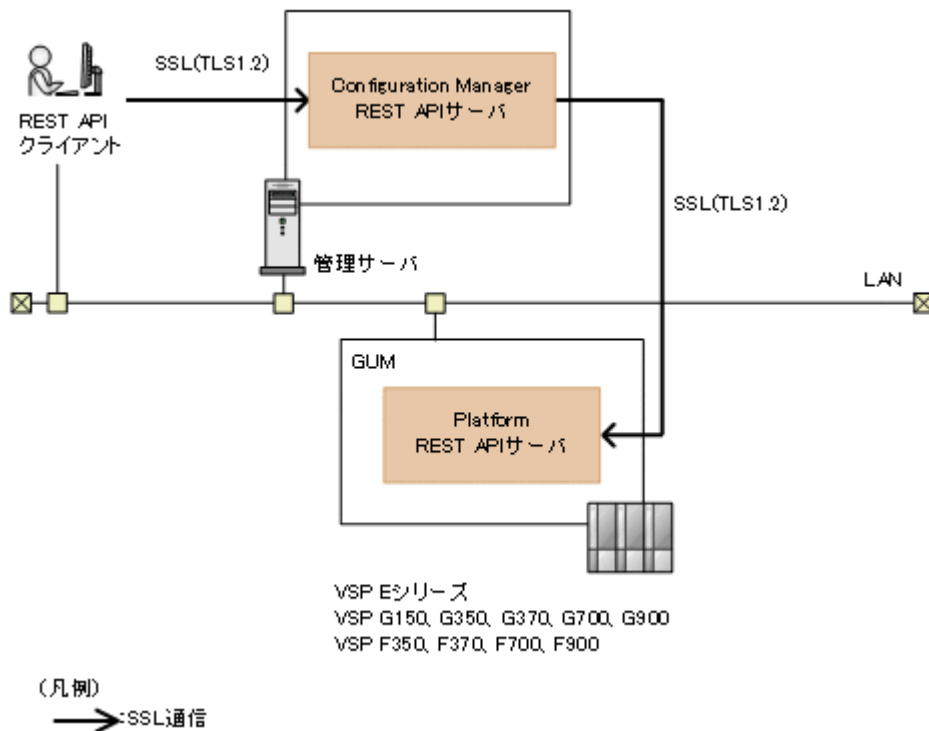 SSL(TLS1.2)
Configuration Manager
REST APIサーバ
REST API
クライアント
SSL(TLS1.2)
管理サーバ
LAN
GUM
Platform
REST APIサーバ
VSP Eシリーズ
VSP G150, G350, G370, G700, G900
VSP F350, F370, F700, F900
(凡例)
:SSL通信